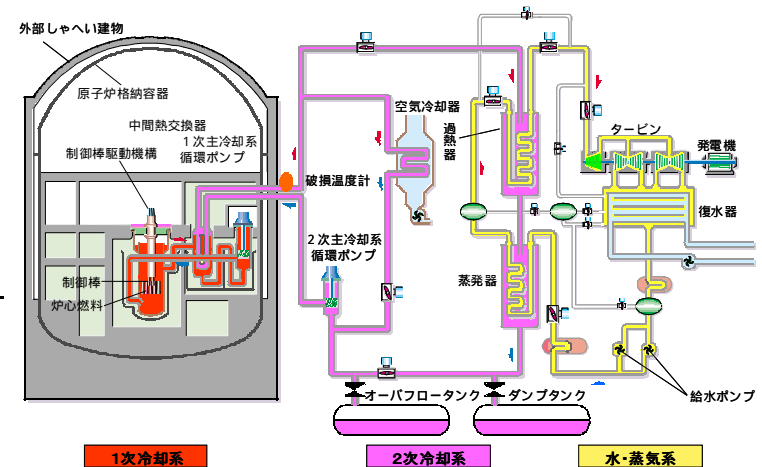 外部しゃへい建物
原子炉格納容器
中間熱交換器
1次主冷却系
循環ポンプ
制御棒駆動機構
制御棒
炉心燃料
破損温度計
2次主冷却系
循環ポンプ
空気冷却器
過熱器
蒸発器
タービン
発電機
復水器
給水ポンプ
オーバフロータンク
ダンプタンク
1次冷却系
2次冷却系
水・蒸気系